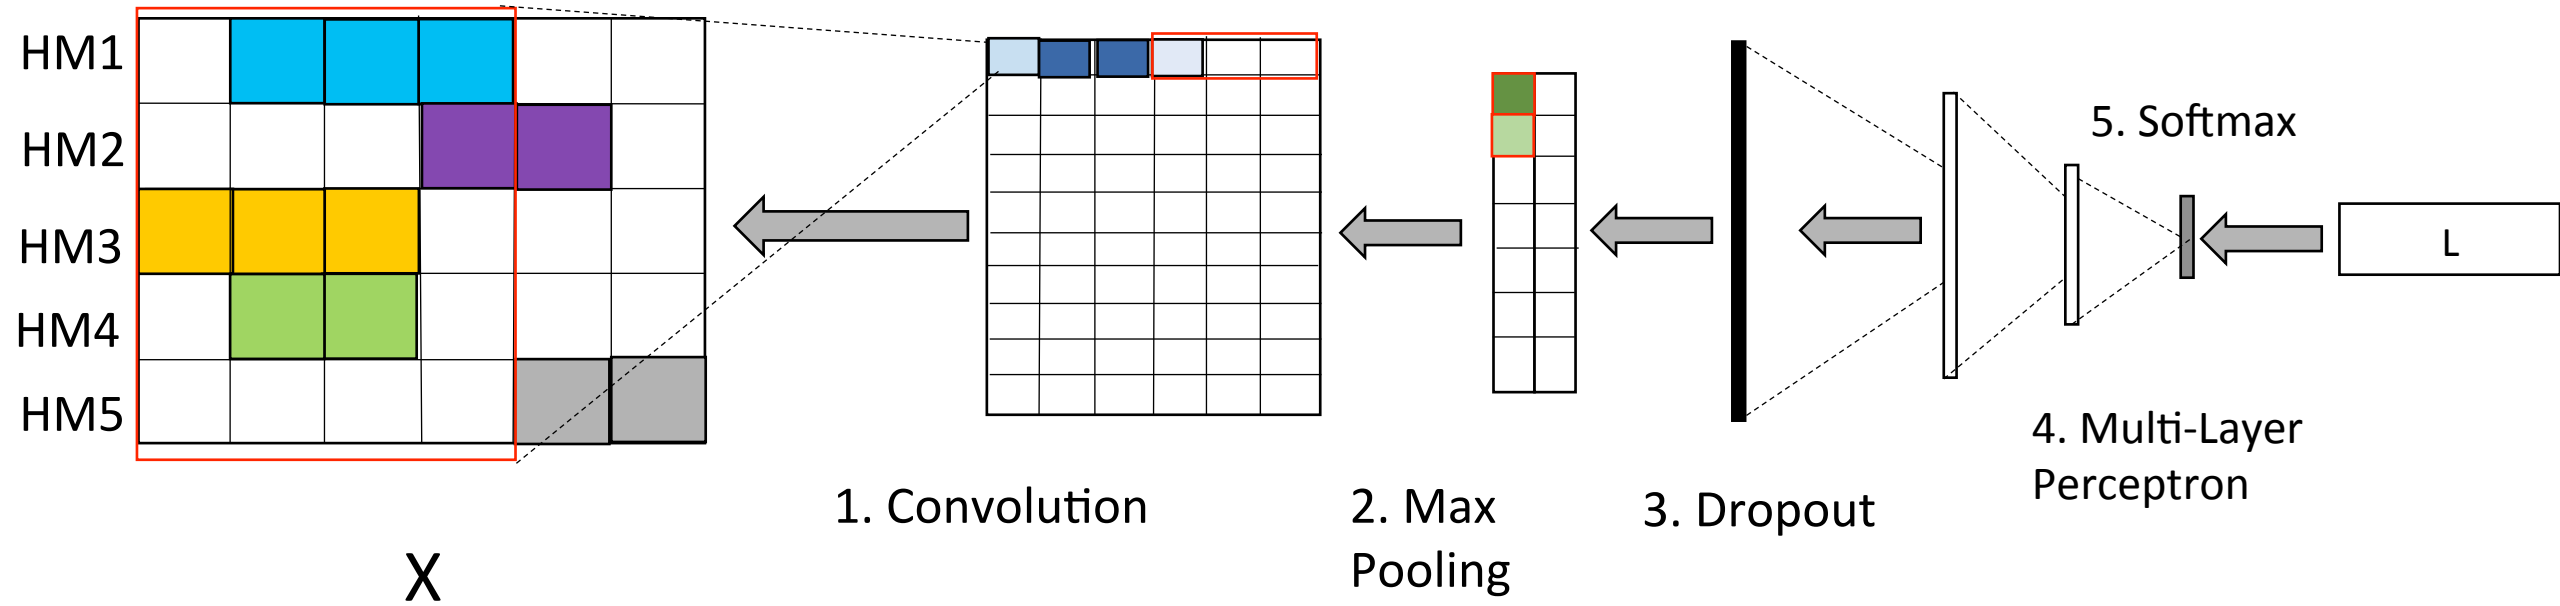 HM1
HM2
HM3
HM4
HM5
X
1. Convolution
2. Max
Pooling
3. Dropout
4. Multi-Layer
Perceptron
5. Softmax
L